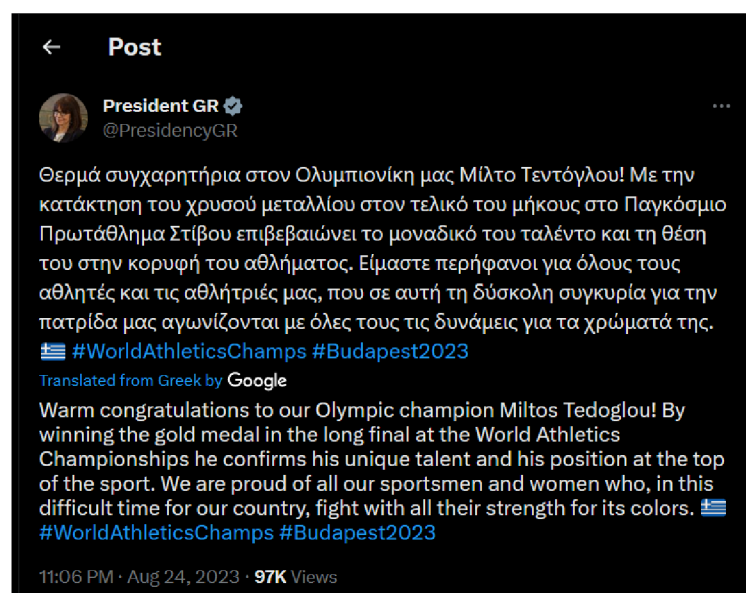 Post
President GR
@PresidencyGR
Θερμά συγχαρητήρια στον Ολυμπιονίκη μας Μίλτο Τεντόγλου! Με την
κατάκτηση του χρυσού μεταλλίου στον τελικό του μήκους στο Παγκόσμιο
Πρωτάθλημα Στίβου επιβεβαιώνει το μοναδικό του ταλέντο και τη θέση
του στην κορυφή του αθλήματος. Είμαστε περήφανοι για όλους τους
αθλητές και τις αθλήτριές μας, που σε αυτή τη δύσκολη συγκυρία για την
πατρίδα μας αγωνίζονται με όλες τους τις δυνάμεις για τα χρώματά της.
🇬🇷 #WorldAthleticsChamps #Budapest2023
Translated from Greek by Google
Warm congratulations to our Olympic champion Miltos Tedoglou! By
winning the gold medal in the long final at the World Athletics
Championships he confirms his unique talent and his position at the top
of the sport. We are proud of all our sportsmen and women who, in this
difficult time for our country, fight with all their strength for its colors. 🇬🇷
#WorldAthleticsChamps #Budapest2023
11:06 PM · Aug 24, 2023 · 97K Views